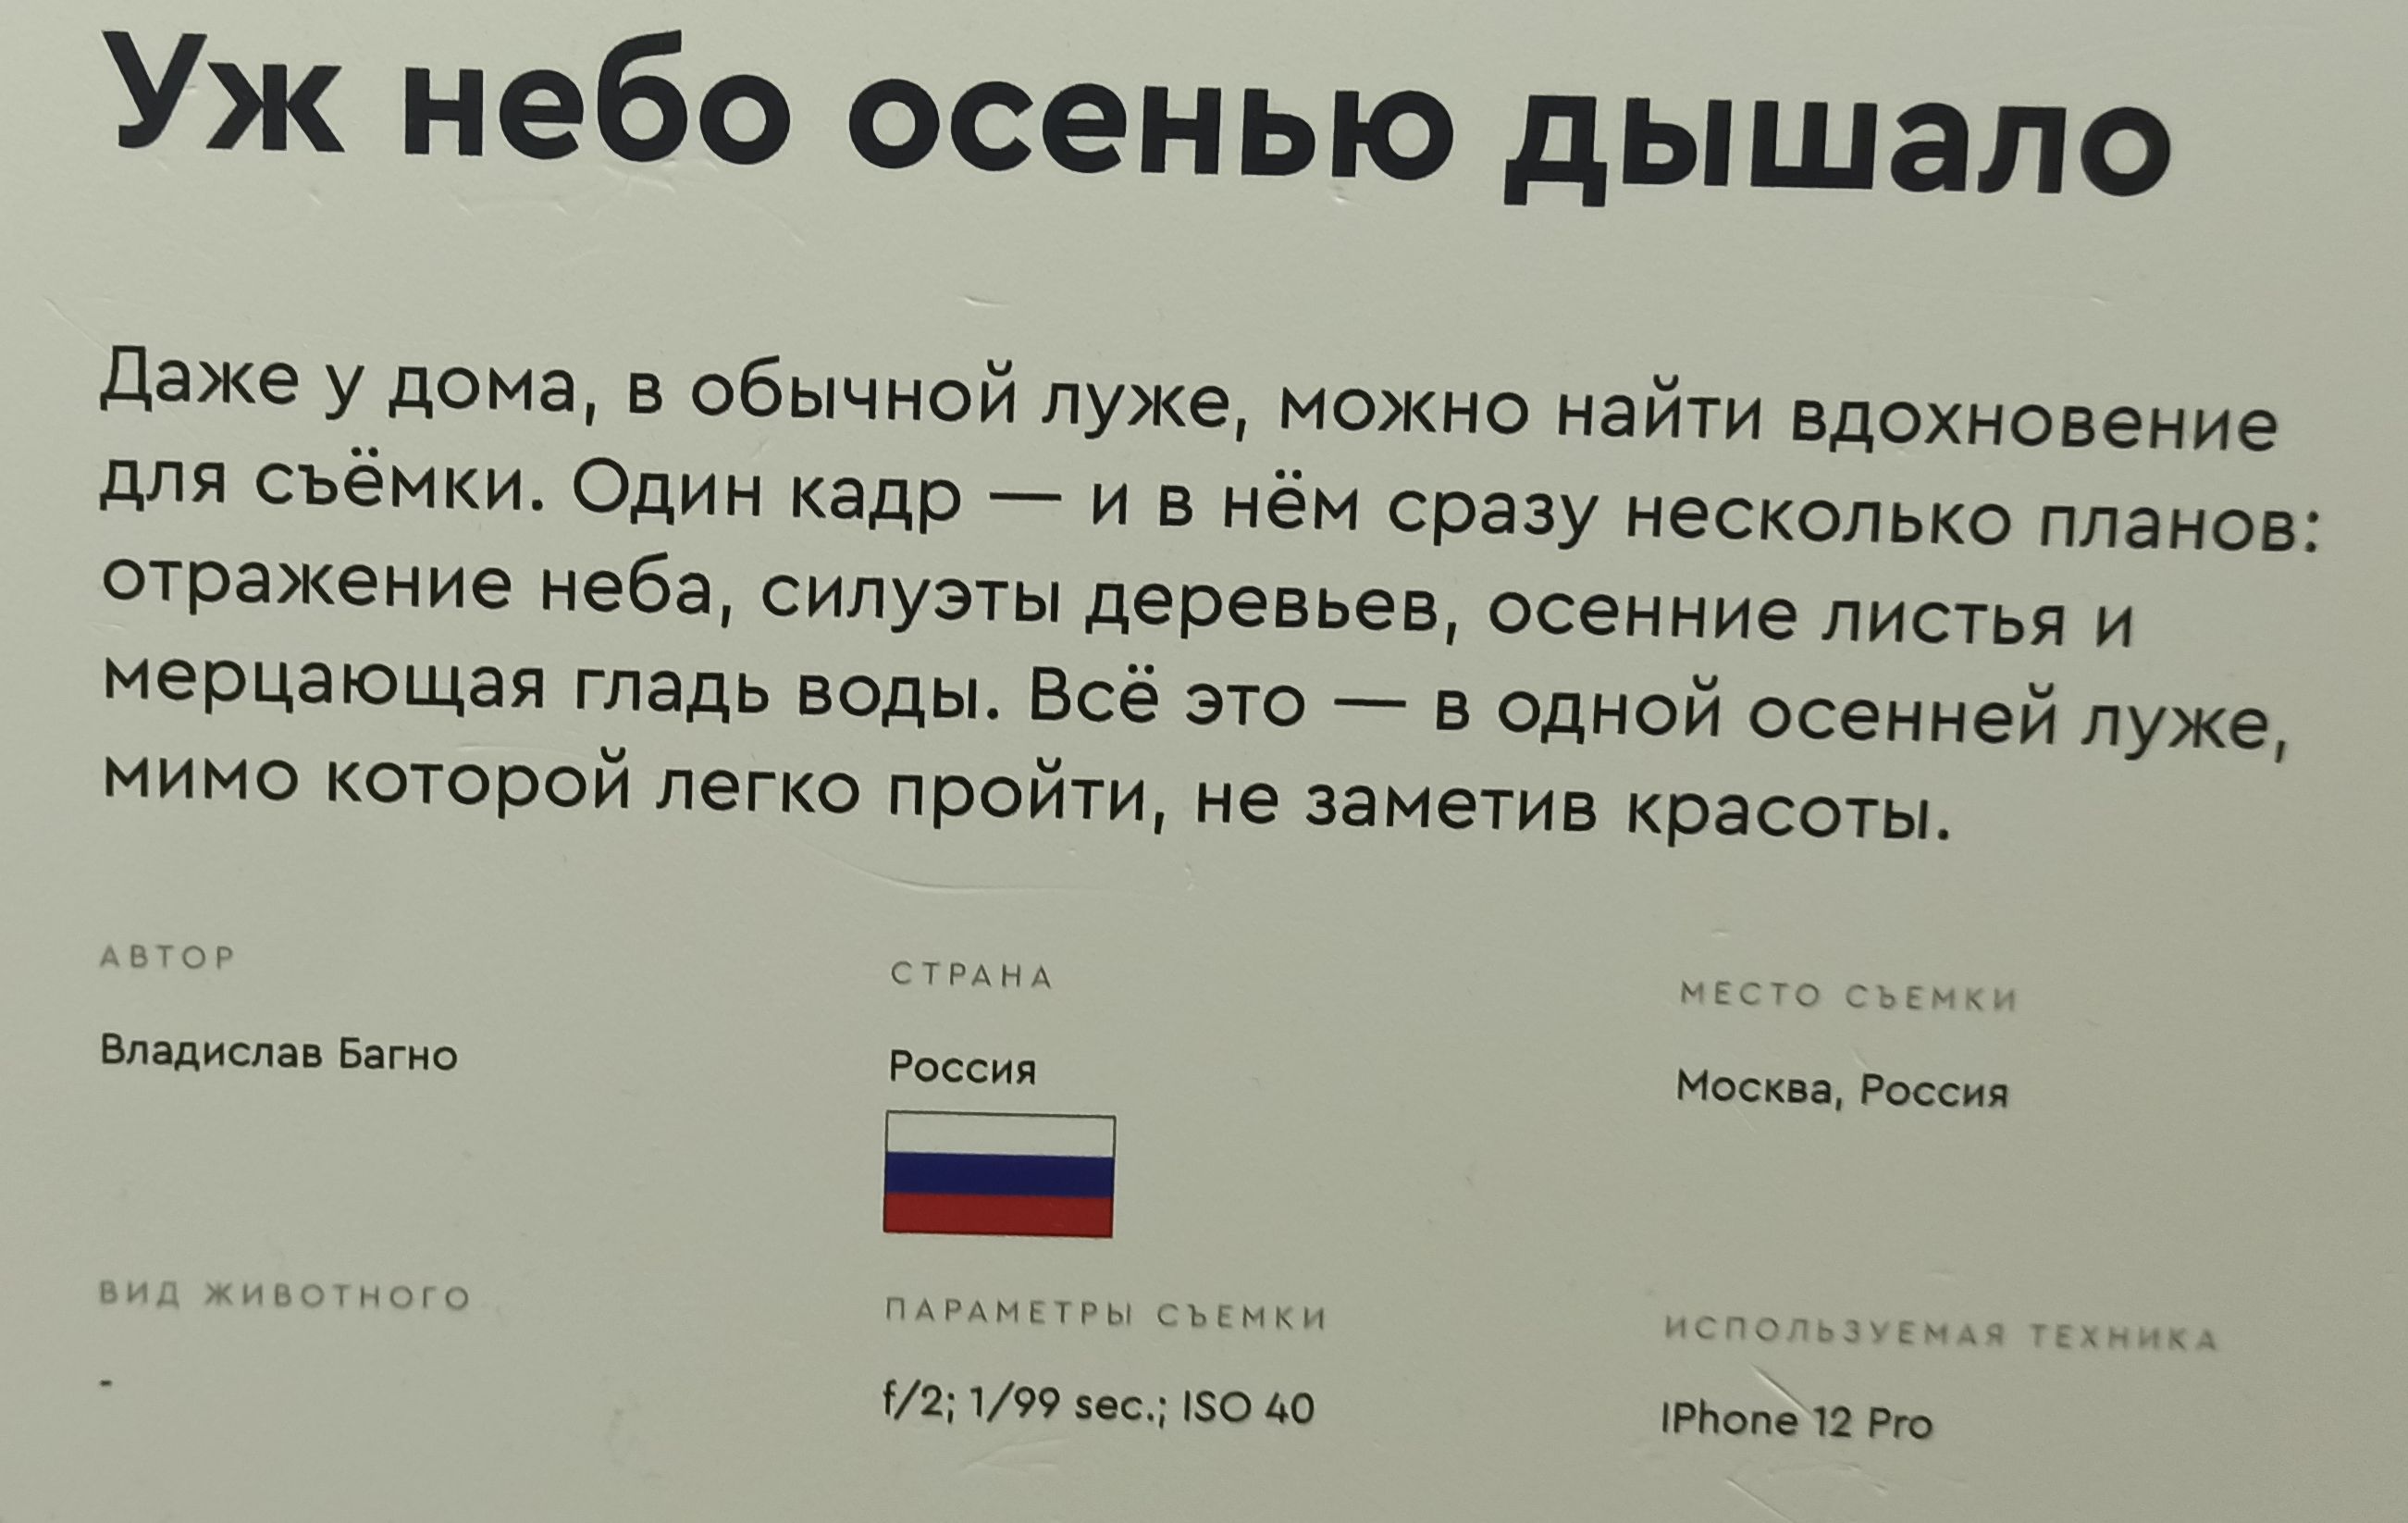 Уж небо осенью дышало
Даже у дома, в обычной луже, можно найти вдохновение
для съёмки. Один кадр — и в нём сразу несколько планов:
отражение неба, силуэты деревьев, осенние листья и
мерцающая гладь воды. Всё это — в одной осенней луже,
мимо которой легко пройти, не заметив красоты.
АВТОР
Владислав Багно
СТРАНА
Россия
МЕСТО СЪЕМКИ
Москва, Россия
ВИД ЖИВОТНОГО
-
ПАРАМЕТРЫ СЪЕМКИ
f/2; 1/99 sec.; ISO 40
ИСПОЛЬЗУЕМАЯ ТЕХНИКА
IPhone 12 Pro